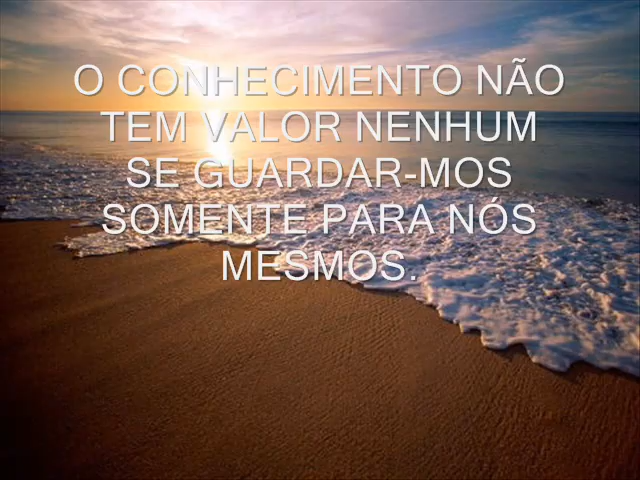 O CONHECIMENTO NÃO
TEM VALOR NENHUM
SE GUARDAR-MOS
SOMENTE PARA NÓS
MESMOS.